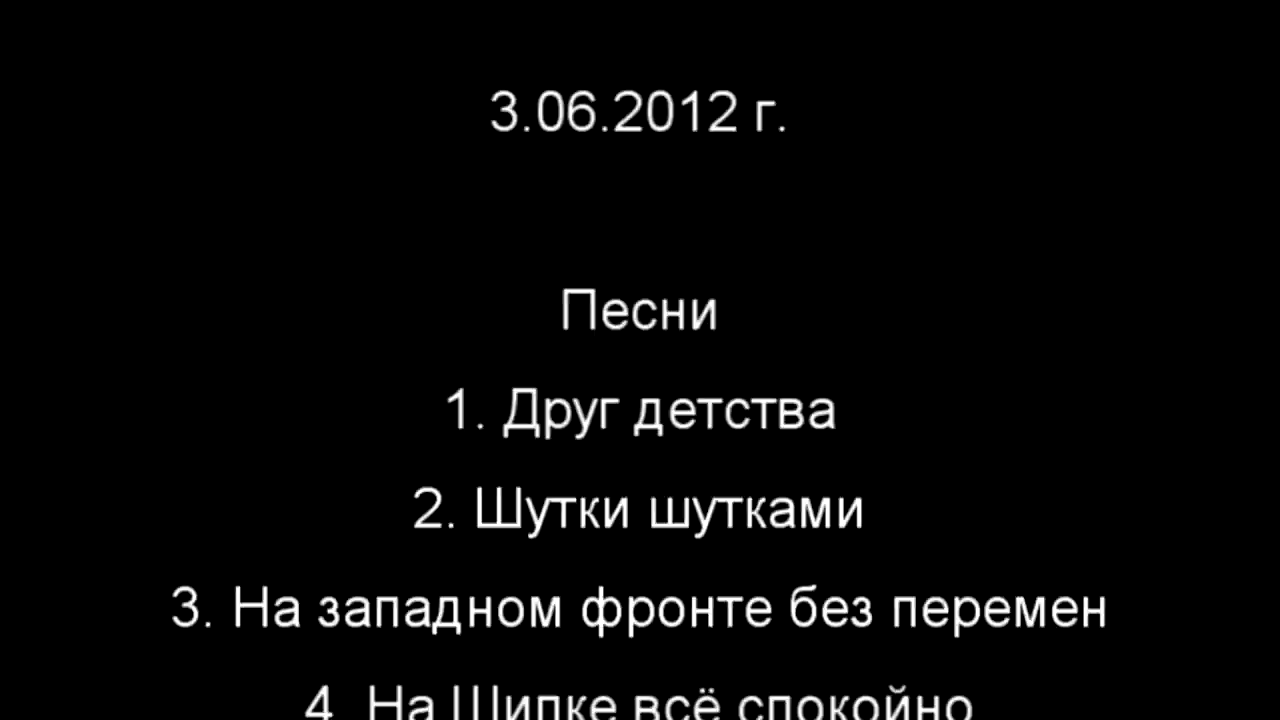 3.06.2012 г.
Песни
1. Друг детства
2. Шутки шутками
3. На западном фронте без перемен
4. На Шипке всё спокойно